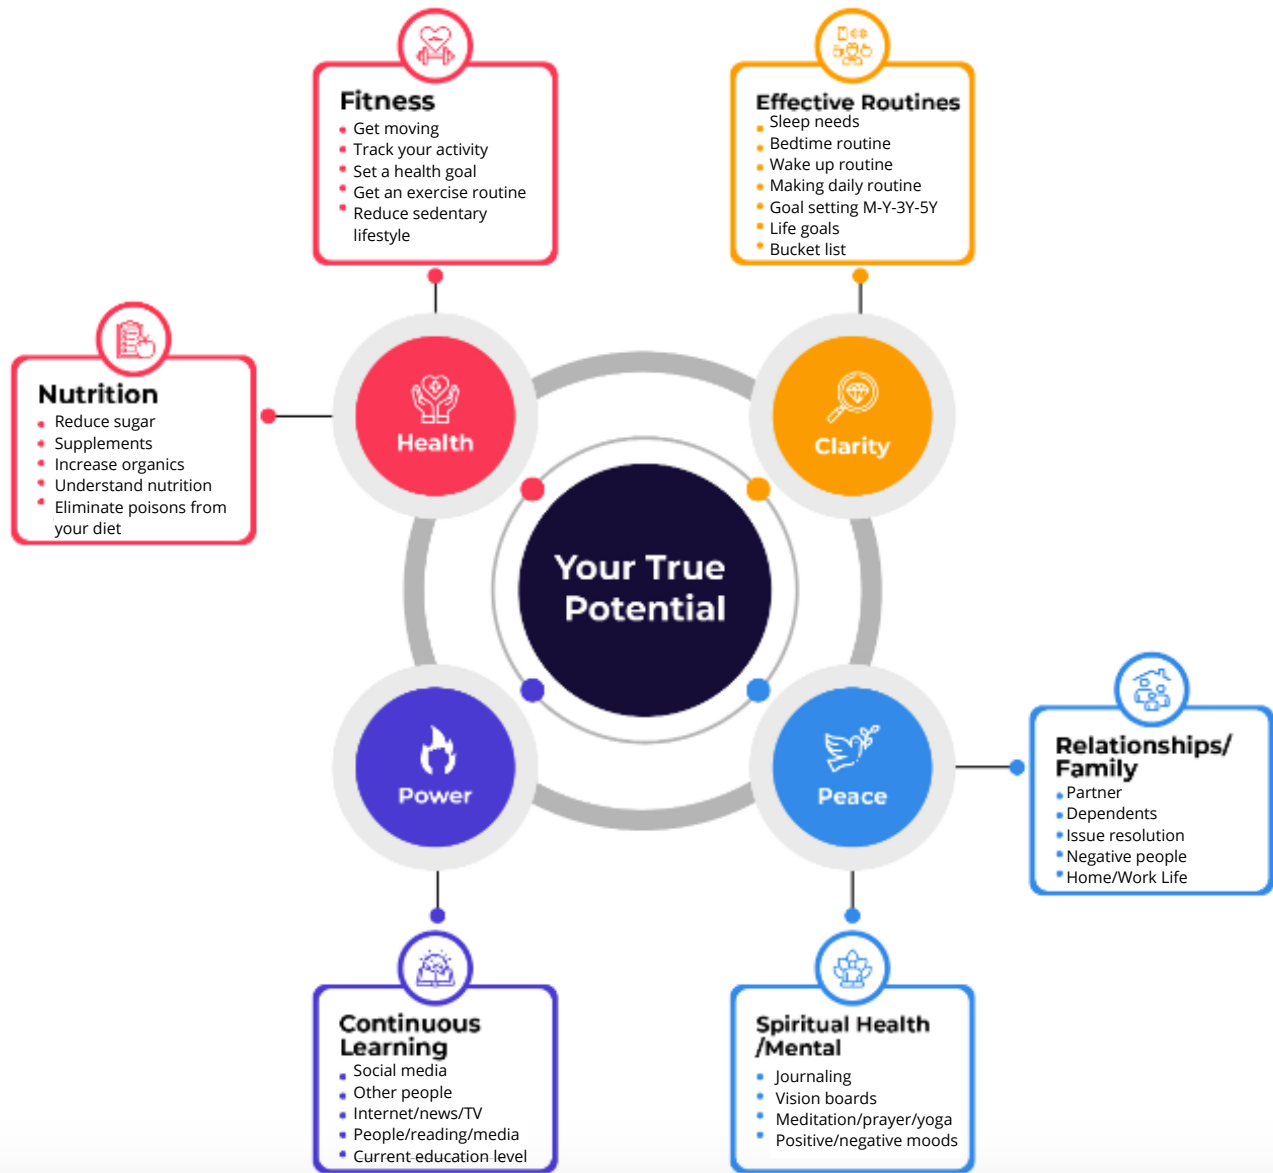 Fitness
Get moving
Track your activity
Set a health goal
Get an exercise routine
Reduce sedentary
lifestyle
Effective Routines
Sleep needs
Bedtime routine
Wake up routine
Making daily routine
Goal setting M-Y-3Y-5Y
Life goals
Bucket list
Nutrition
Reduce sugar
Supplements
Increase organics
Understand nutrition
Eliminate poisons from
your diet
Health
Clarity
Your True
Potential
Power
Peace
Relationships/
Family
Partner
Dependents
Issue resolution
Negative people
Home/Work Life
Continuous
Learning
Social media
Other people
Internet/news/TV
People/reading/media
Current education level
Spiritual Health
/Mental
Journaling
Vision boards
Meditation/prayer/yoga
Positive/negative moods